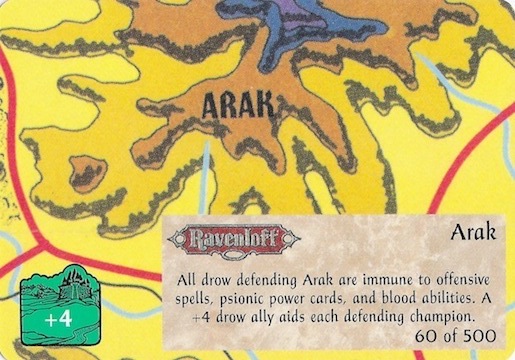 ARAK
Ravenloft
Arak
All drow defending Arak are immune to offensive
spells, psionic power cards, and blood abilities. A
+4 drow ally aids each defending champion.
+4
60 of 500